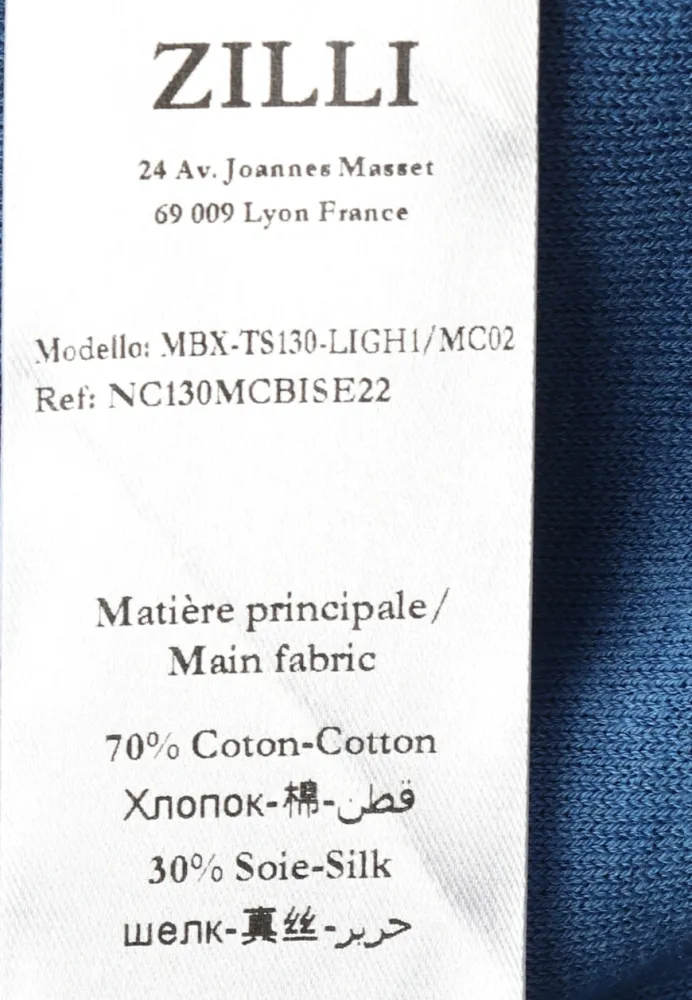 ZILLI
24 Av. Joannes Masset
69 009 Lyon France
Modello: MBX-TS130-LIGH1/MC02
Ref: NC130MCBISE22
Matière principale/
Main fabric
70% Coton-Cotton
Хлопок-棉-قطن
30% Soie-Silk
шелк-真丝-حرير